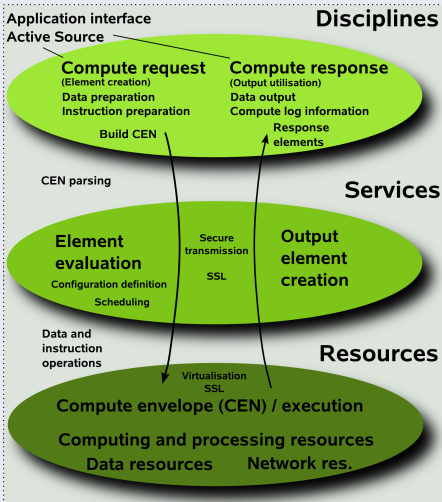 Application interface
Active Source
Disciplines
Compute request
(Element creation)
Data preparation
Instruction preparation
Build CEN
Compute response
(Output utilisation)
Data output
Compute log information
Response
elements
CEN parsing
Services
Element
evaluation
Configuration definition
Scheduling
Secure
transmission
SSL
Output
element
creation
Data and
instruction
operations
Resources
Virtualisation
SSL
Compute envelope (CEN) / execution
Computing and processing resources
Data resources
Network res.